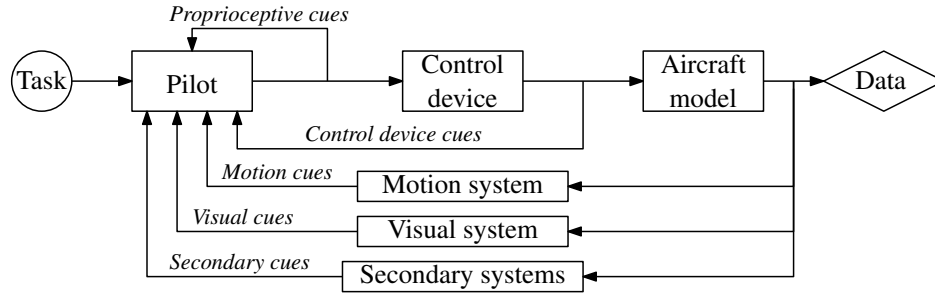 Proprioceptive cues
Task
Pilot
Control
device
Aircraft
model
Data
Control device cues
Motion cues
Motion system
Visual cues
Visual system
Secondary cues
Secondary systems